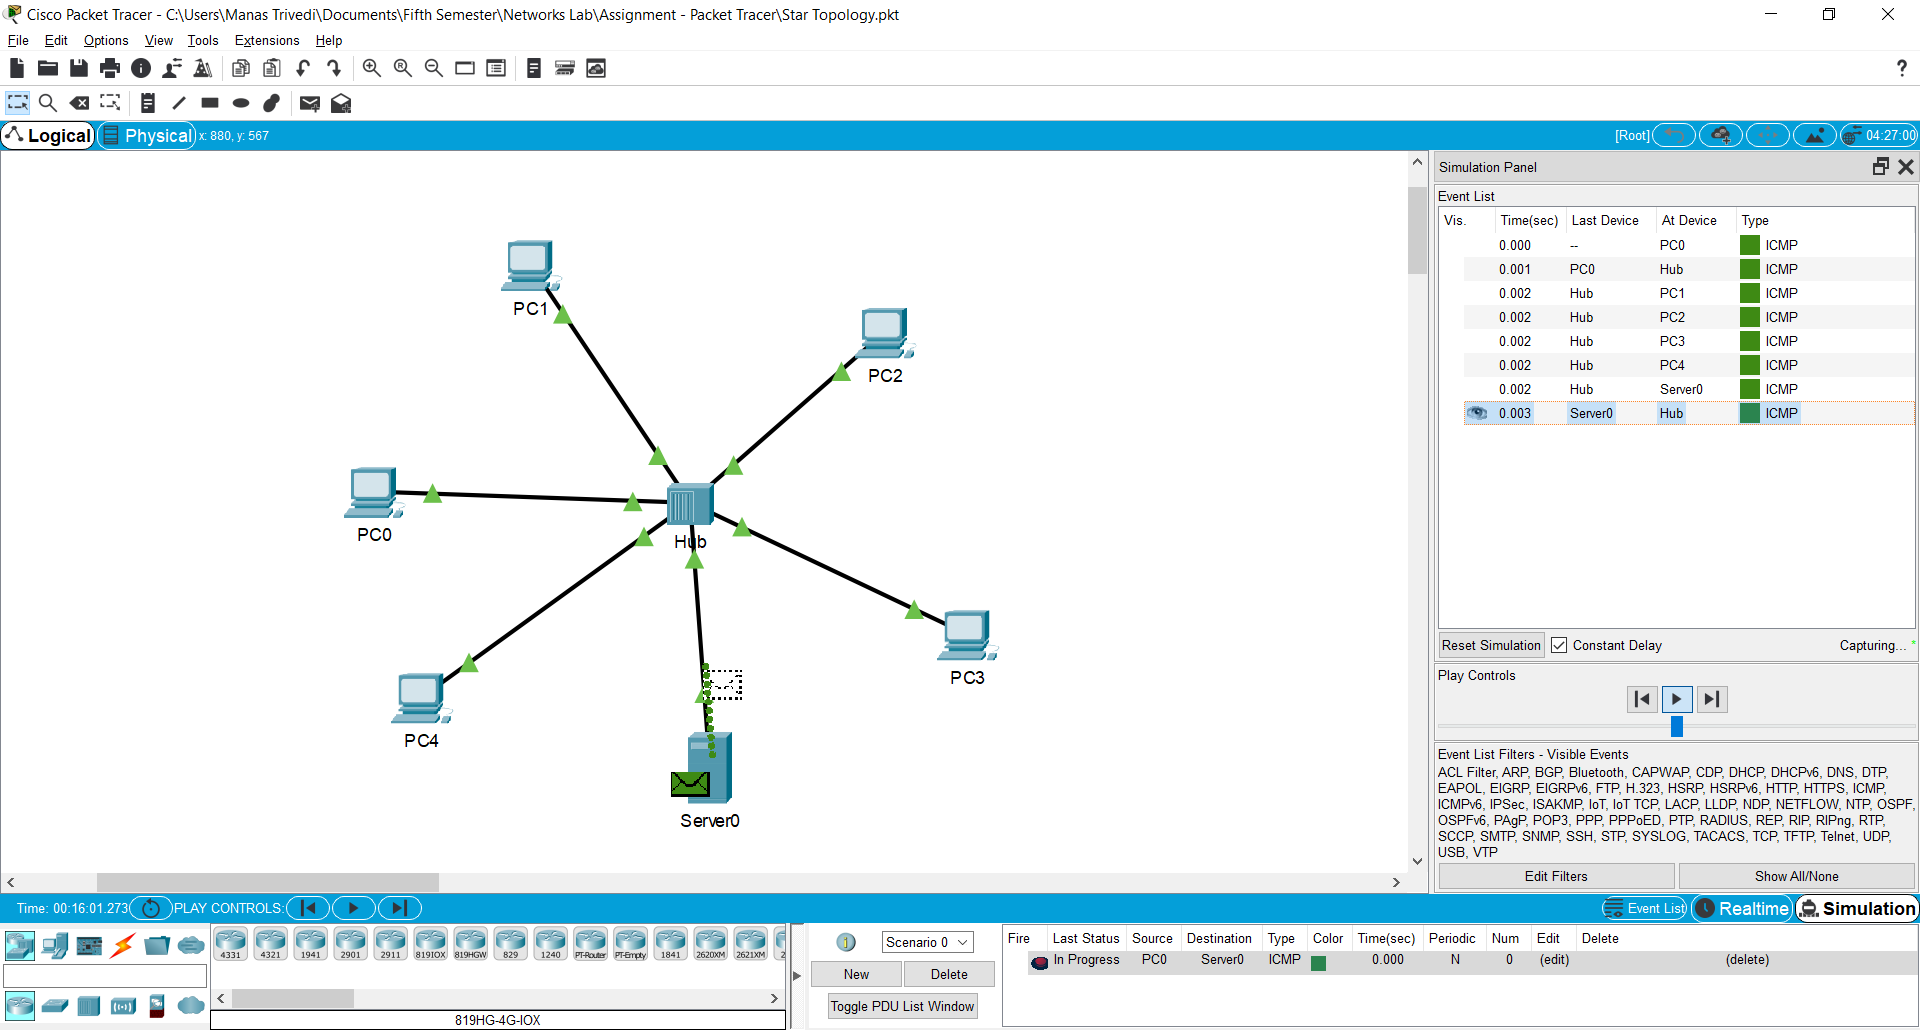 Cisco Packet Tracer - C:\Users\Manas Trivedi\Documents\Fifth Semester\Networks Lab\Assignment - Packet Tracer\Star Topology.pkt
File Edit Options View Tools Extensions Help
?
Logical Physical x: 880, y: 567 [Root] 04:27:00
PC1
PC2
PC0
Hub
PC3
PC4
Server0
Simulation Panel
Event List
Vis. Time(sec) Last Device At Device Type
0.000 -- PC0 ICMP
0.001 PC0 Hub ICMP
0.002 Hub PC1 ICMP
0.002 Hub PC2 ICMP
0.002 Hub PC3 ICMP
0.002 Hub PC4 ICMP
0.002 Hub Server0 ICMP
0.003 Server0 Hub ICMP
Reset Simulation Constant Delay Capturing... *
Play Controls
Event List Filters - Visible Events
ACL Filter, ARP, BGP, Bluetooth, CAPWAP, CDP, DHCP, DHCPv6, DNS, DTP,
EAPOL, EIGRP, EIGRPv6, FTP, H.323, HSRP, HSRPv6, HTTP, HTTPS, ICMP,
ICMPv6, IPSec, ISAKMP, IoT, IoT TCP, LACP, LLDP, NDP, NETFLOW, NTP, OSPF,
OSPFv6, PAgP, POP3, PPP, PPPoED, PTP, RADIUS, REP, RIP, RIPng, RTP,
SCCP, SMTP, SNMP, SSH, STP, SYSLOG, TACACS, TCP, TFTP, Telnet, UDP,
USB, VTP
Edit Filters Show All/None
Time: 00:16:01.273 PLAY CONTROLS: Event List Realtime Simulation
4331 4321 1941 2901 2911 819IOX 819HGW 829 1240 PT-Router PT-Empty 1841 2620XM 2621XM 2
819HG-4G-IOX
Scenario 0
New Delete
Toggle PDU List Window
Fire Last Status Source Destination Type Color Time(sec) Periodic Num Edit Delete
In Progress PC0 Server0 ICMP 0.000 N 0 (edit) (delete)